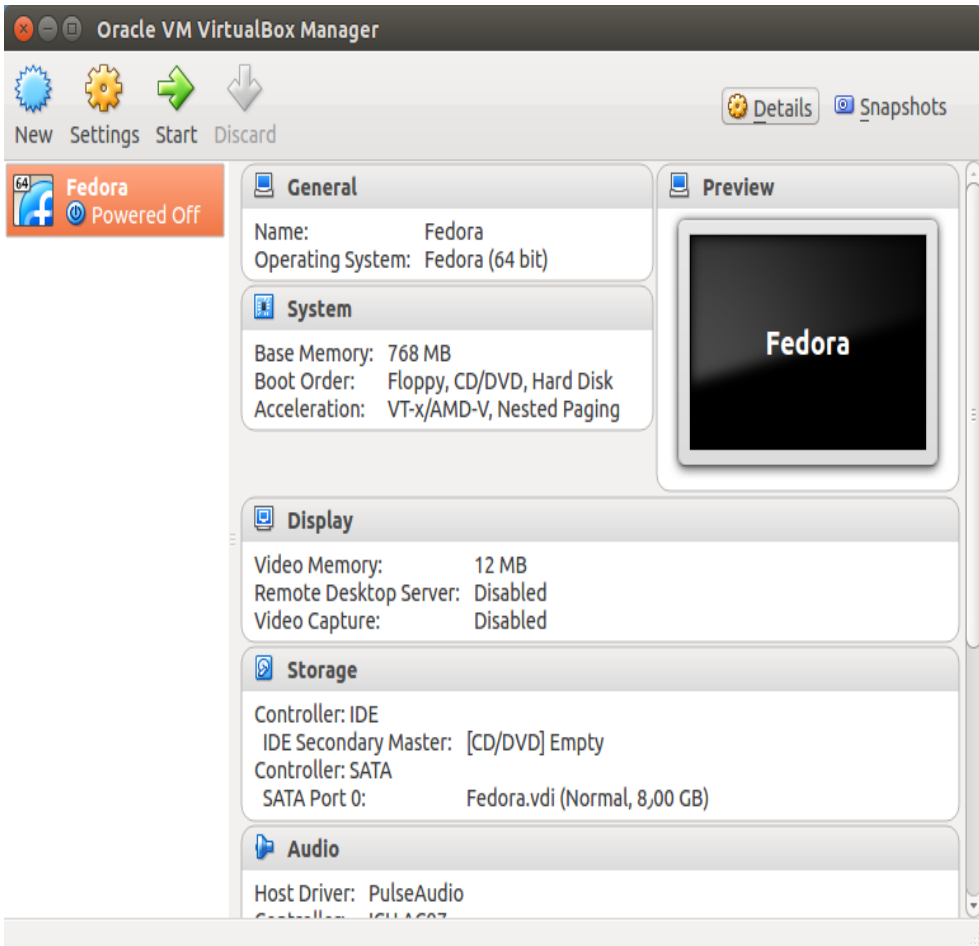 Oracle VM VirtualBox Manager
New Settings Start Discard
Details Snapshots
64
Fedora
Powered Off
General
Name: Fedora
Operating System: Fedora (64 bit)
System
Base Memory: 768 MB
Boot Order: Floppy, CD/DVD, Hard Disk
Acceleration: VT-x/AMD-V, Nested Paging
Preview
Fedora
Display
Video Memory: 12 MB
Remote Desktop Server: Disabled
Video Capture: Disabled
Storage
Controller: IDE
IDE Secondary Master: [CD/DVD] Empty
Controller: SATA
SATA Port 0: Fedora.vdi (Normal, 8,00 GB)
Audio
Host Driver: PulseAudio
Controller: ICH AC97